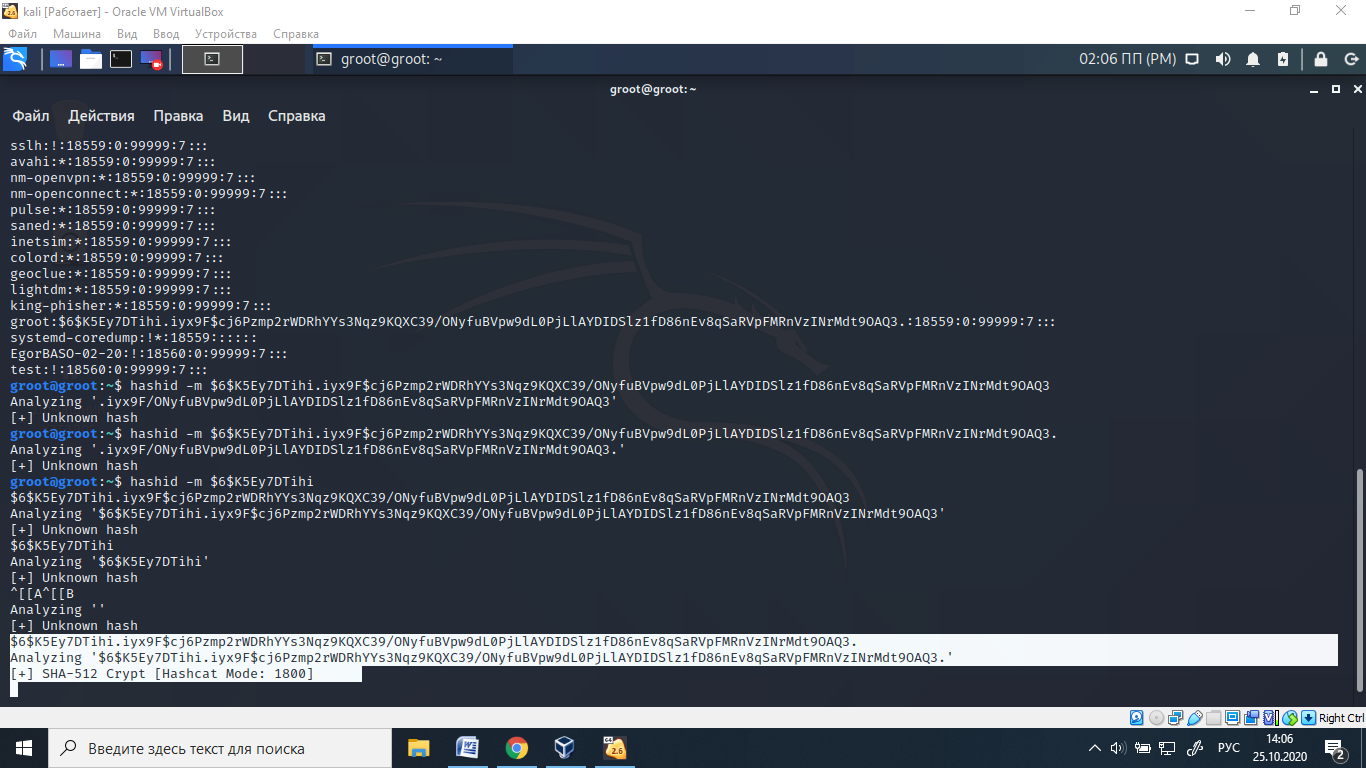 kali [Работает] - Oracle VM VirtualBox
Файл Машина Вид Ввод Устройства Справка
groot@groot: ~ 02:06 ПП (PM)
groot@groot: ~
Файл Действия Правка Вид Справка
sslh:!:18559:0:99999:7:::
avahi:*:18559:0:99999:7:::
nm-openvpn:*:18559:0:99999:7:::
nm-openconnect:*:18559:0:99999:7:::
pulse:*:18559:0:99999:7:::
saned:*:18559:0:99999:7:::
inetsim:*:18559:0:99999:7:::
colord:*:18559:0:99999:7:::
geoclue:*:18559:0:99999:7:::
lightdm:*:18559:0:99999:7:::
king-phisher:*:18559:0:99999:7:::
groot:$6$K5Ey7DTihi.iyx9F$cj6Pzmp2rWDRhYYs3Nqz9KQXC39/ONyfuBVpw9dL0PjLlAYDIDSlz1fD86nEv8qSaRVpFMRnVzINrMdt9OAQ3.:18559:0:99999:7:::
systemd-coredump:!*:18559::::::
EgorBASO-02-20:!:18560:0:99999:7:::
test:!:18560:0:99999:7:::
groot@groot:~$ hashid -m $6$K5Ey7DTihi.iyx9F$cj6Pzmp2rWDRhYYs3Nqz9KQXC39/ONyfuBVpw9dL0PjLlAYDIDSlz1fD86nEv8qSaRVpFMRnVzINrMdt9OAQ3
Analyzing '.iyx9F/ONyfuBVpw9dL0PjLlAYDIDSlz1fD86nEv8qSaRVpFMRnVzINrMdt9OAQ3'
[+] Unknown hash
groot@groot:~$ hashid -m $6$K5Ey7DTihi.iyx9F$cj6Pzmp2rWDRhYYs3Nqz9KQXC39/ONyfuBVpw9dL0PjLlAYDIDSlz1fD86nEv8qSaRVpFMRnVzINrMdt9OAQ3.
Analyzing '.iyx9F/ONyfuBVpw9dL0PjLlAYDIDSlz1fD86nEv8qSaRVpFMRnVzINrMdt9OAQ3.'
[+] Unknown hash
groot@groot:~$ hashid -m $6$K5Ey7DTihi
$6$K5Ey7DTihi.iyx9F$cj6Pzmp2rWDRhYYs3Nqz9KQXC39/ONyfuBVpw9dL0PjLlAYDIDSlz1fD86nEv8qSaRVpFMRnVzINrMdt9OAQ3
Analyzing '$6$K5Ey7DTihi.iyx9F$cj6Pzmp2rWDRhYYs3Nqz9KQXC39/ONyfuBVpw9dL0PjLlAYDIDSlz1fD86nEv8qSaRVpFMRnVzINrMdt9OAQ3'
[+] Unknown hash
$6$K5Ey7DTihi
Analyzing '$6$K5Ey7DTihi'
[+] Unknown hash
^[[A^[[B
Analyzing ''
[+] Unknown hash
$6$K5Ey7DTihi.iyx9F$cj6Pzmp2rWDRhYYs3Nqz9KQXC39/ONyfuBVpw9dL0PjLlAYDIDSlz1fD86nEv8qSaRVpFMRnVzINrMdt9OAQ3.
Analyzing '$6$K5Ey7DTihi.iyx9F$cj6Pzmp2rWDRhYYs3Nqz9KQXC39/ONyfuBVpw9dL0PjLlAYDIDSlz1fD86nEv8qSaRVpFMRnVzINrMdt9OAQ3.'
[+] SHA-512 Crypt [Hashcat Mode: 1800]
Right Ctrl
Введите здесь текст для поиска
РУС
14:06
25.10.2020
2